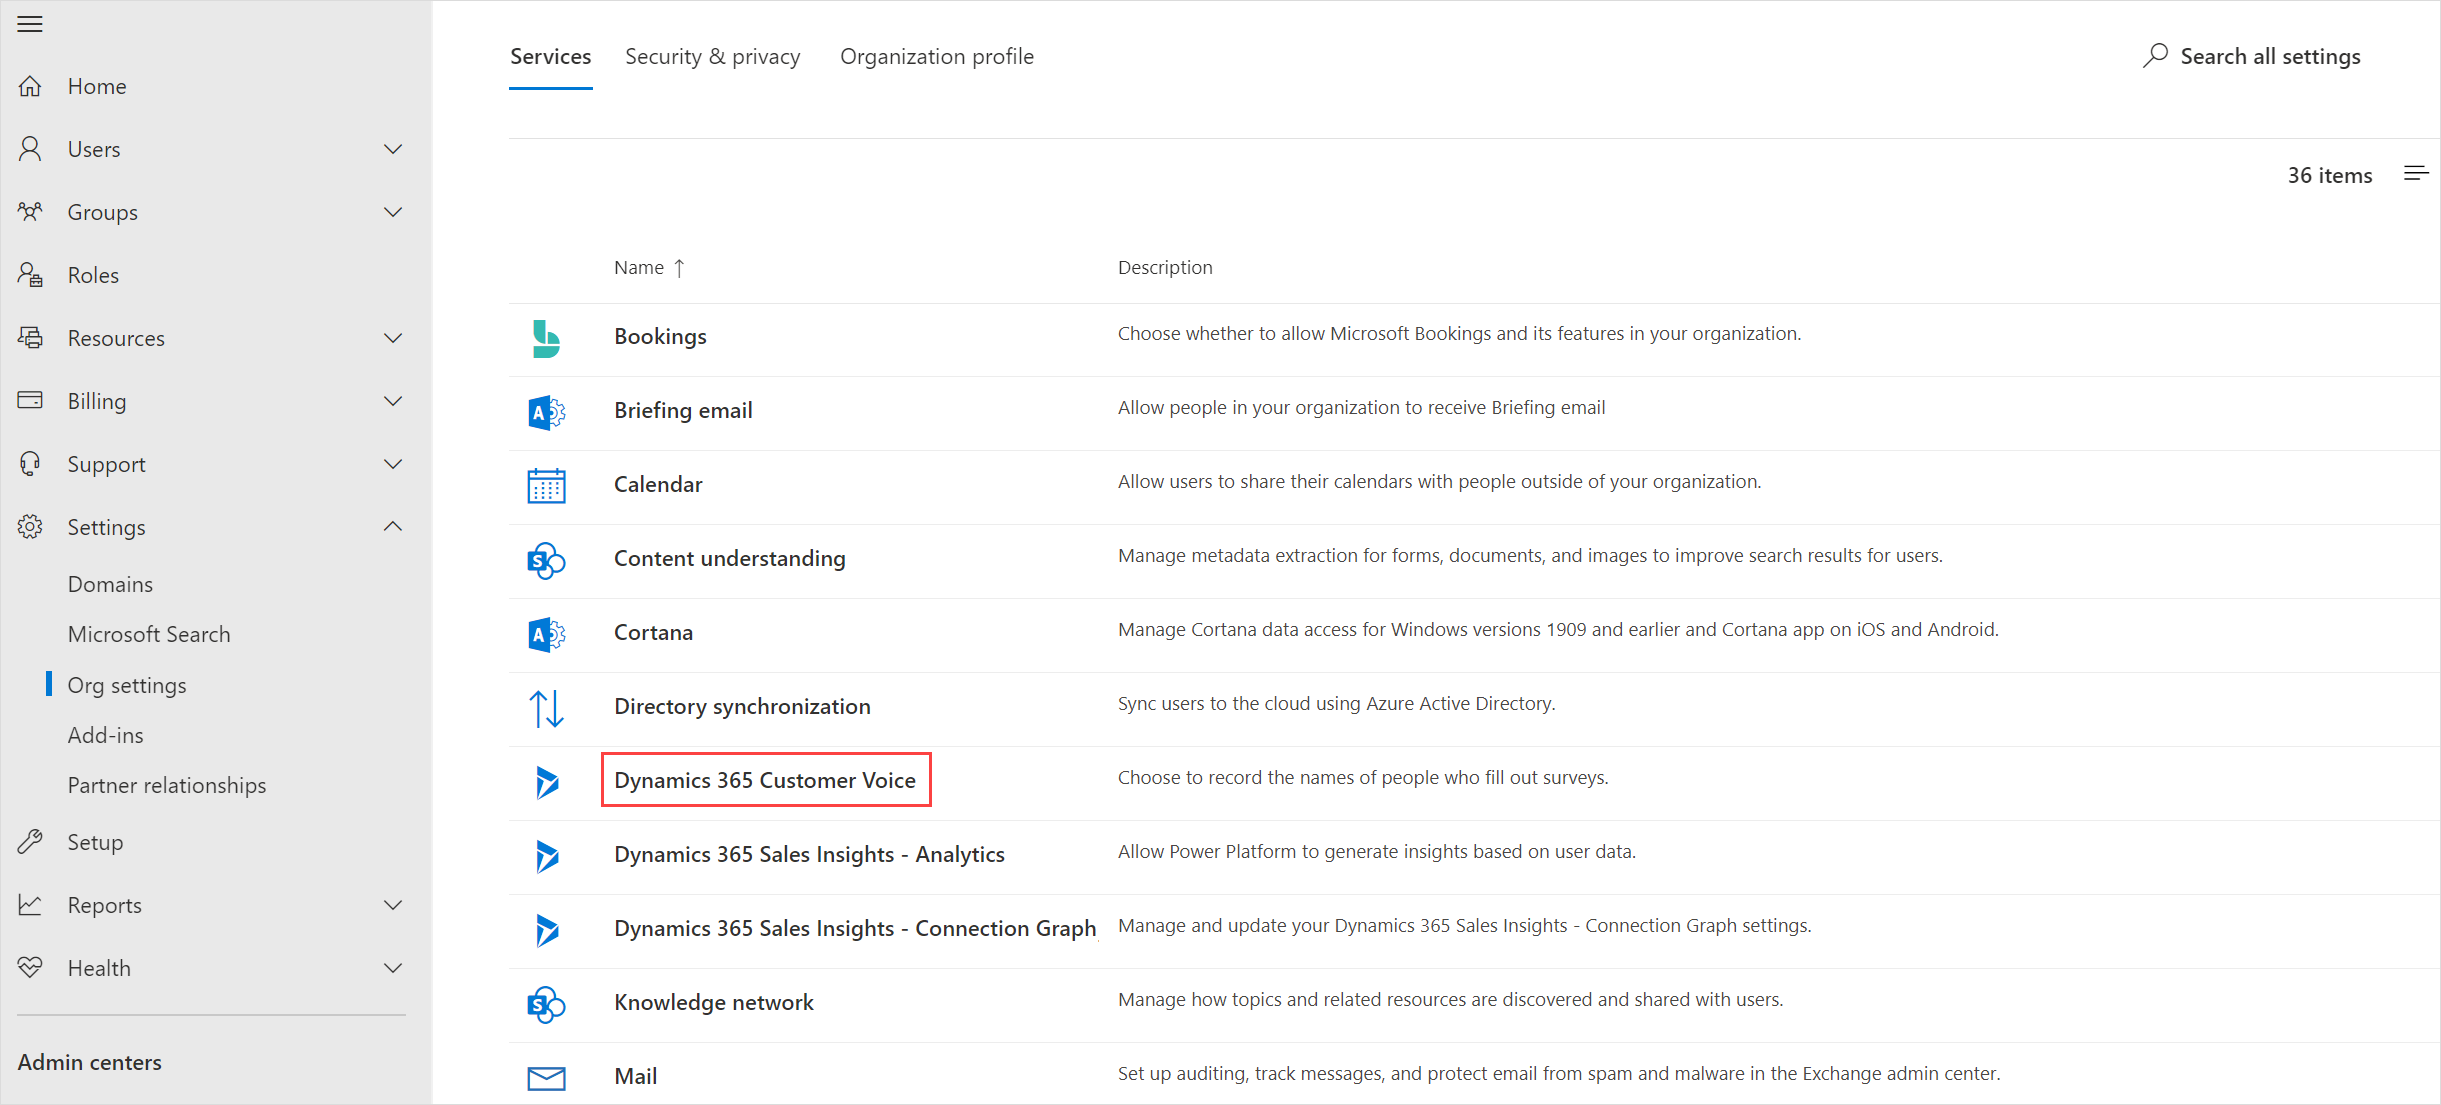 Home
Users
Groups
Roles
Resources
Billing
Support
Settings
Domains
Microsoft Search
Org settings
Add-ins
Partner relationships
Setup
Reports
Health
Admin centers
Services Security & privacy Organization profile
Search all settings
36 items
Name ↑ Description
Bookings Choose whether to allow Microsoft Bookings and its features in your organization.
Briefing email Allow people in your organization to receive Briefing email
Calendar Allow users to share their calendars with people outside of your organization.
Content understanding Manage metadata extraction for forms, documents, and images to improve search results for users.
Cortana Manage Cortana data access for Windows versions 1909 and earlier and Cortana app on iOS and Android.
Directory synchronization Sync users to the cloud using Azure Active Directory.
Dynamics 365 Customer Voice Choose to record the names of people who fill out surveys.
Dynamics 365 Sales Insights - Analytics Allow Power Platform to generate insights based on user data.
Dynamics 365 Sales Insights - Connection Graph Manage and update your Dynamics 365 Sales Insights - Connection Graph settings.
Knowledge network Manage how topics and related resources are discovered and shared with users.
Mail Set up auditing, track messages, and protect email from spam and malware in the Exchange admin center.